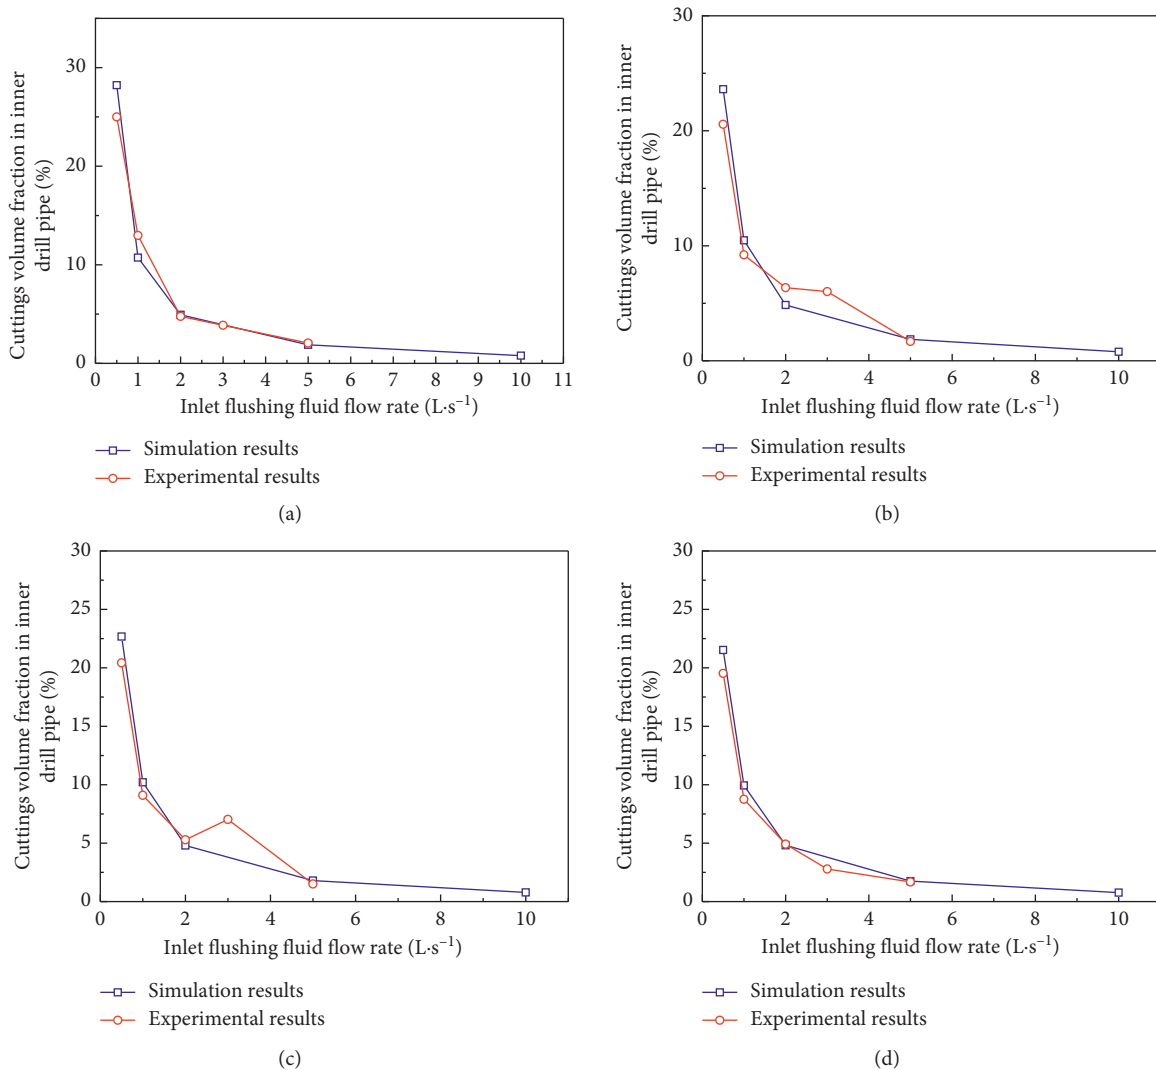 Cuttings volume fraction in inner
drill pipe (%)
30
20
10
0
0 1 2 3 4 5 6 7 8 9 10 11
Inlet flushing fluid flow rate (L·s⁻¹)
Simulation results
Experimental results
(a)
Cuttings volume fraction in inner
drill pipe (%)
30
20
10
0
0 2 4 6 8 10
Inlet flushing fluid flow rate (L·s⁻¹)
Simulation results
Experimental results
(b)
Cuttings volume fraction in inner
drill pipe (%)
30
25
20
15
10
5
0
0 2 4 6 8 10
Inlet flushing fluid flow rate (L·s⁻¹)
Simulation results
Experimental results
(c)
Cuttings volume fraction in inner
drill pipe (%)
30
25
20
15
10
5
0
0 2 4 6 8 10
Inlet flushing fluid flow rate (L·s⁻¹)
Simulation results
Experimental results
(d)